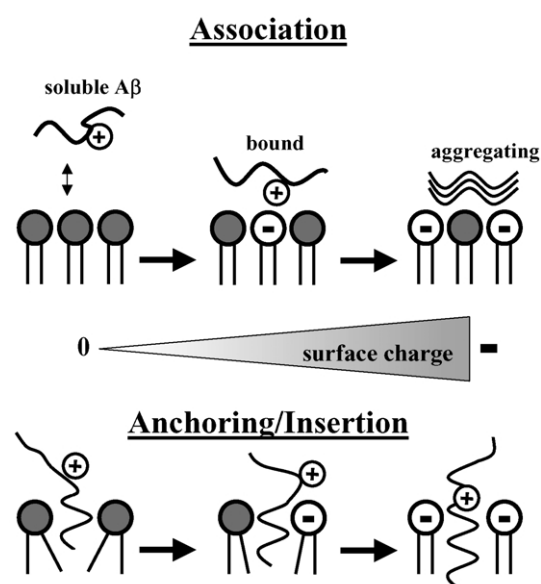 Association
soluble Aβ
+
bound
+
aggregating
- - -
0 surface charge -
Anchoring/Insertion
+ + +
- - -